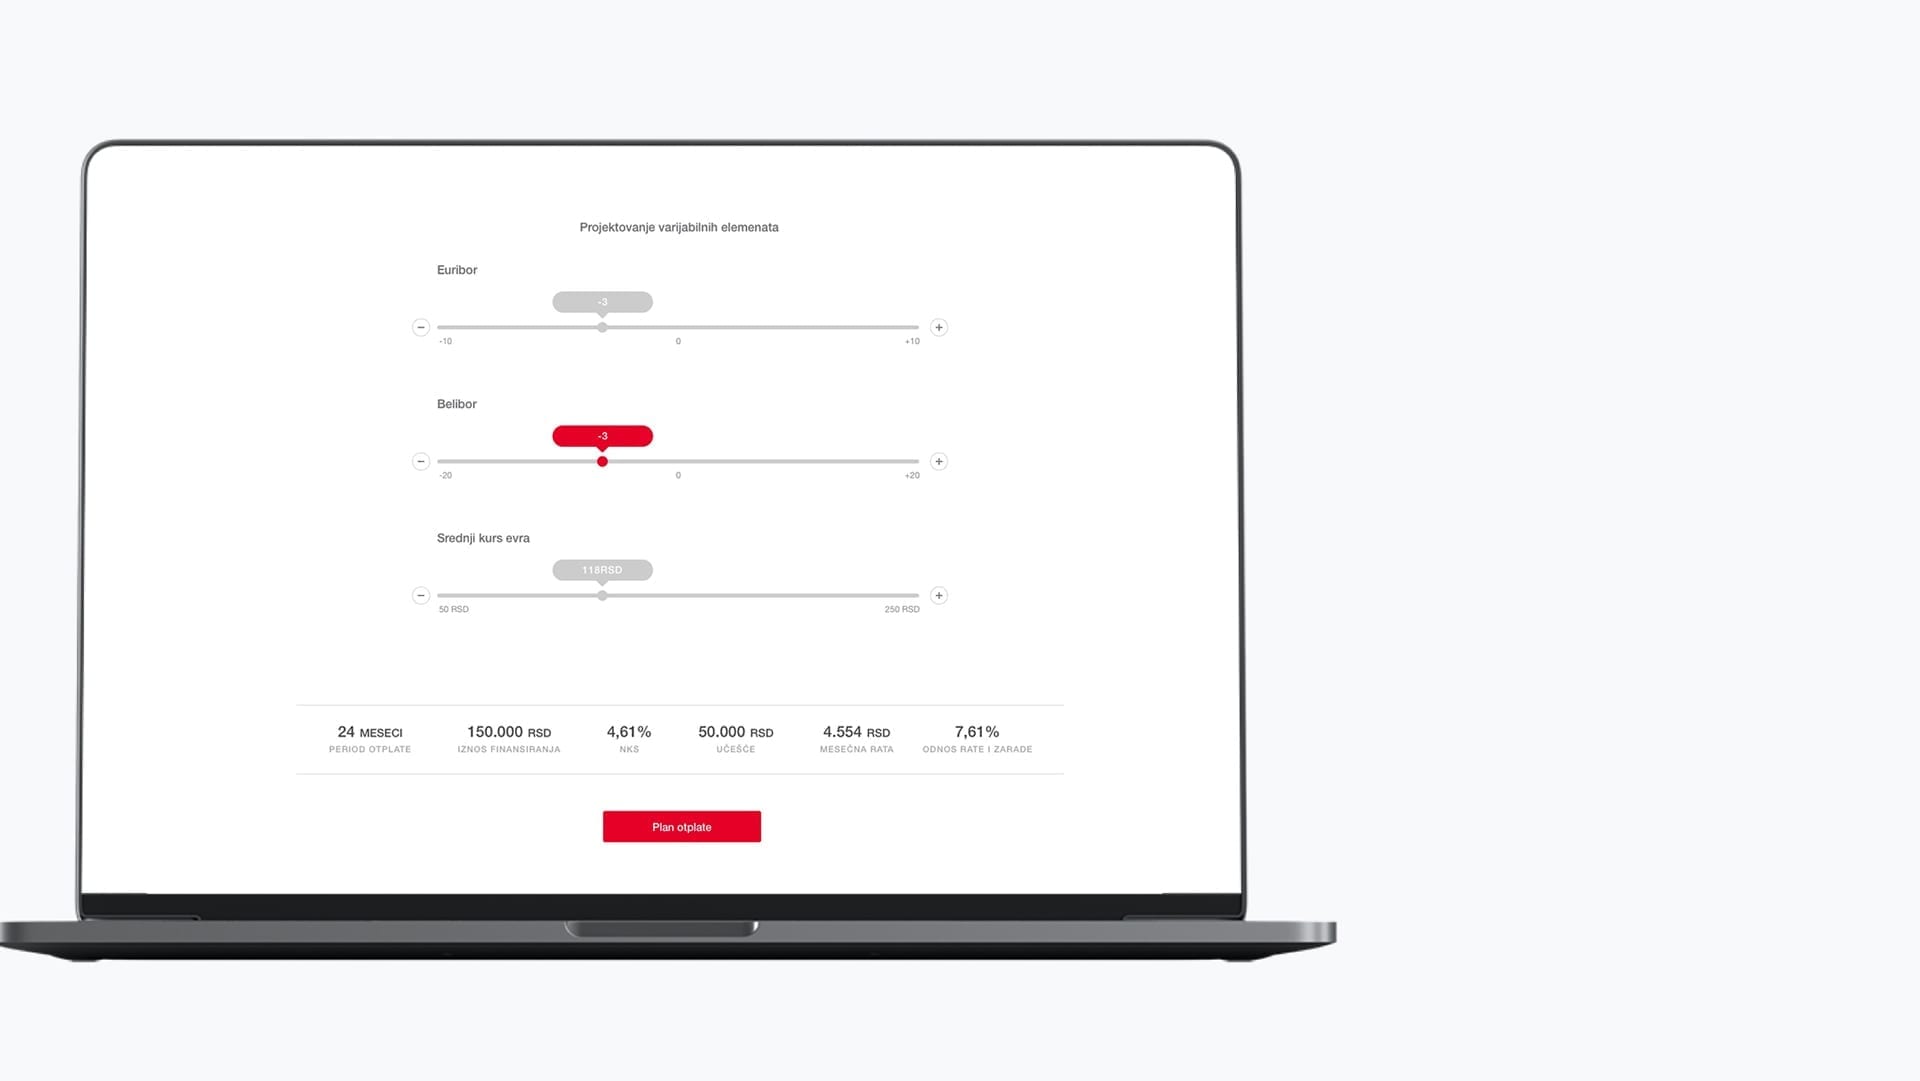 Projektovanje varijabilnih elemenata
Euribor
-3
-10 0 +10
Belibor
-3
-20 0 +20
Srednji kurs evra
118RSD
50 RSD 250 RSD
24 MESECI 150.000 RSD 4,61% 50.000 RSD 4.554 RSD 7,61%
PERIOD OTPLATE IZNOS FINANSIRANJA NKS UČEŠĆE MESEČNA RATA ODNOS RATE I ZARADE
Plan otplate